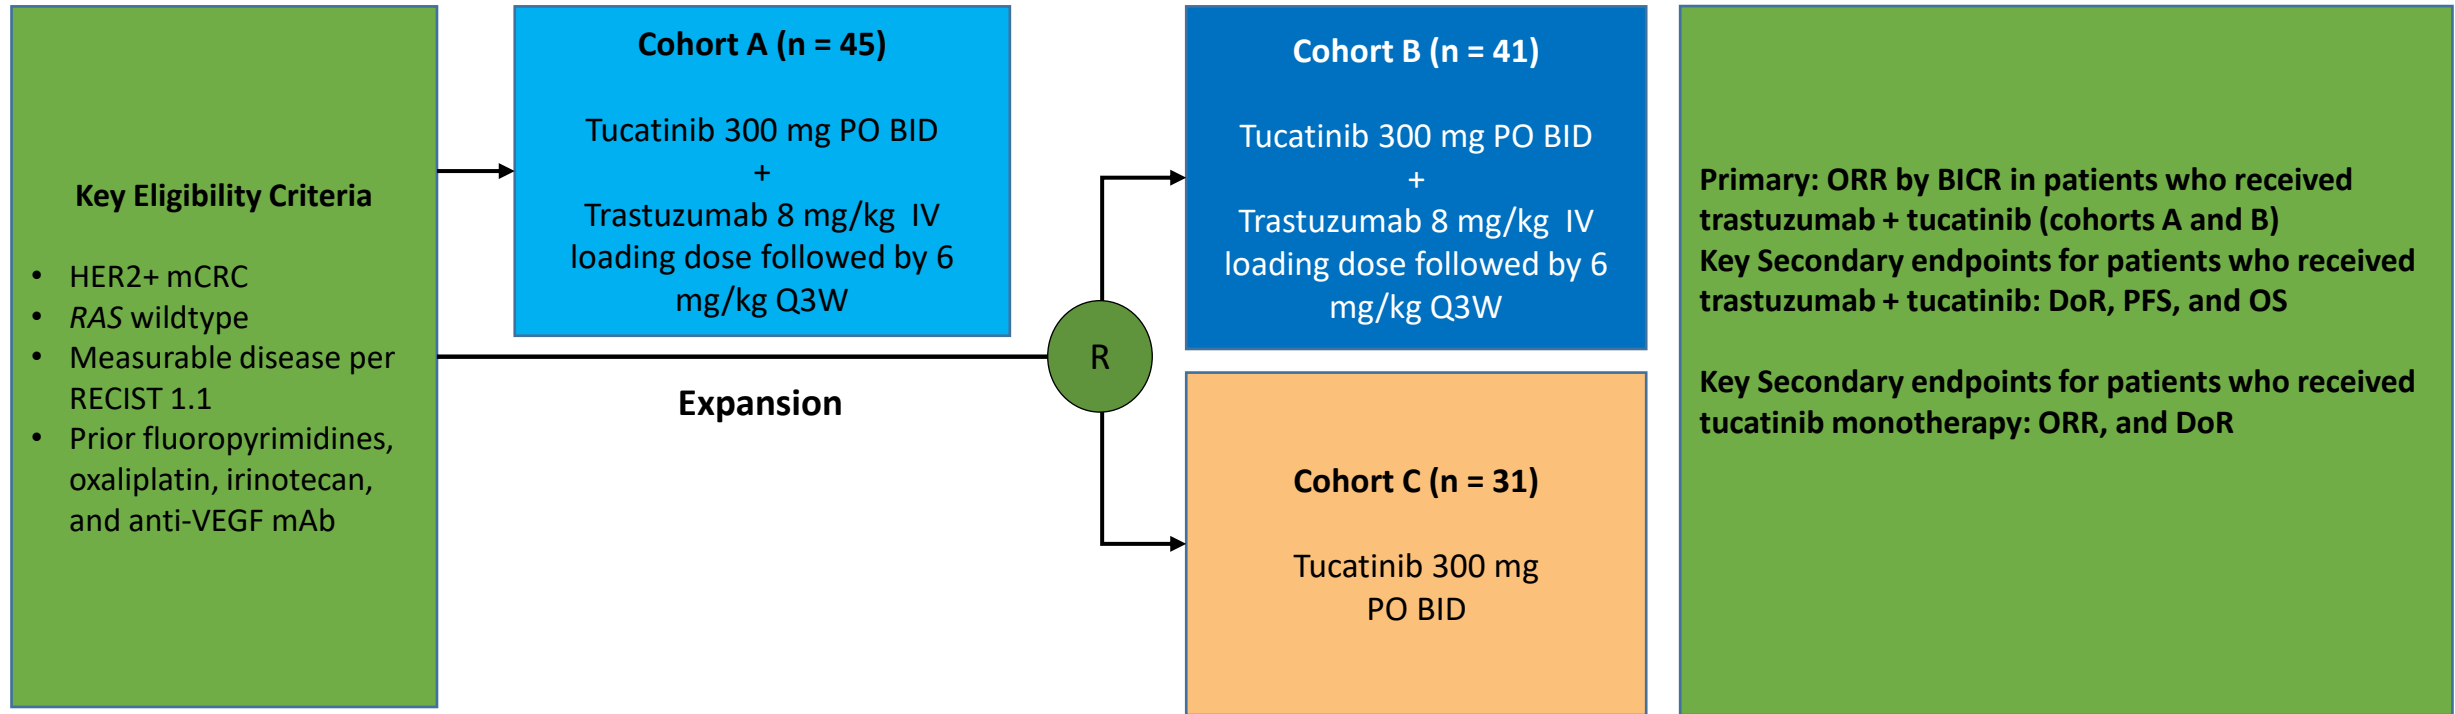 Key Eligibility Criteria
• HER2+ mCRC
• RAS wildtype
• Measurable disease per
RECIST 1.1
• Prior fluoropyrimidines,
oxaliplatin, irinotecan,
and anti-VEGF mAb
Cohort A (n = 45)
Tucatinib 300 mg PO BID
+
Trastuzumab 8 mg/kg IV
loading dose followed by 6
mg/kg Q3W
Expansion
R
Cohort B (n = 41)
Tucatinib 300 mg PO BID
+
Trastuzumab 8 mg/kg IV
loading dose followed by 6
mg/kg Q3W
Cohort C (n = 31)
Tucatinib 300 mg
PO BID
Primary: ORR by BICR in patients who received
trastuzumab + tucatinib (cohorts A and B)
Key Secondary endpoints for patients who received
trastuzumab + tucatinib: DoR, PFS, and OS
Key Secondary endpoints for patients who received
tucatinib monotherapy: ORR, and DoR